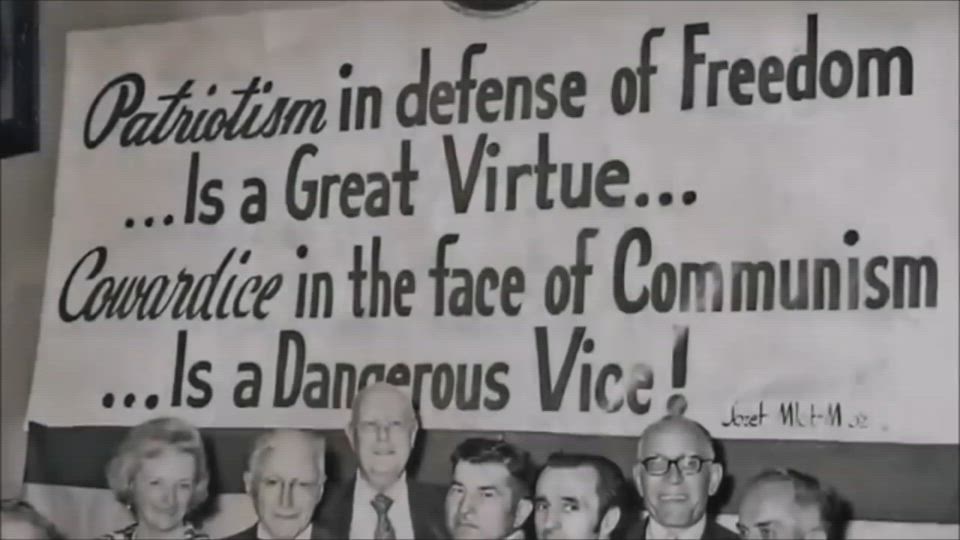 Patriotism in defense of Freedom
...Is a Great Virtue...
Cowardice in the face of Communism
...Is a Dangerous Vice!